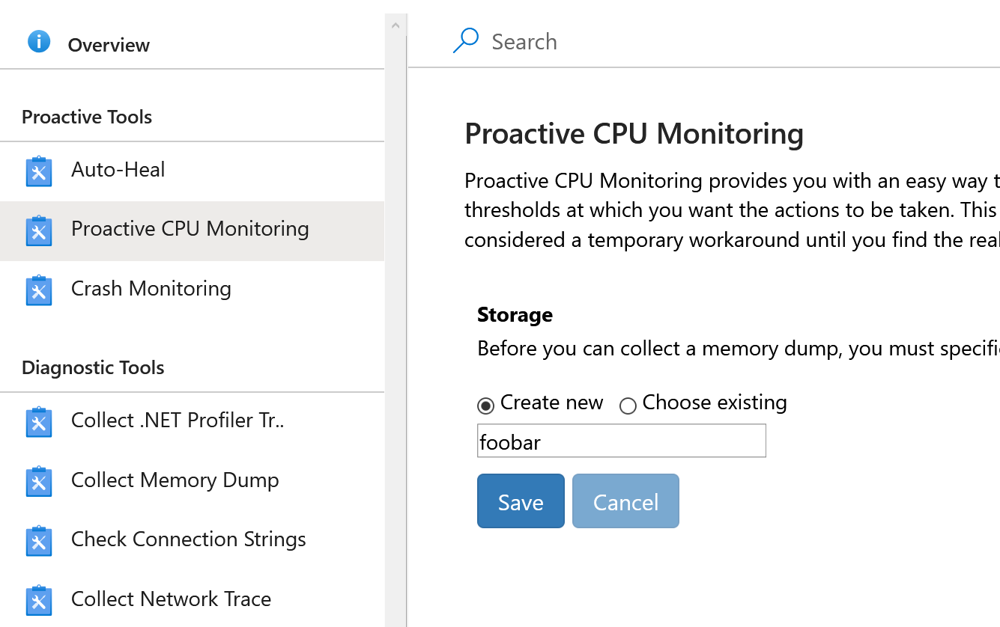 Overview
Proactive Tools
Auto-Heal
Proactive CPU Monitoring
Crash Monitoring
Diagnostic Tools
Collect .NET Profiler Tr..
Collect Memory Dump
Check Connection Strings
Collect Network Trace
Search
Proactive CPU Monitoring
Proactive CPU Monitoring provides you with an easy way
thresholds at which you want the actions to be taken. This
considered a temporary workaround until you find the real
Storage
Before you can collect a memory dump, you must
Create new Choose existing
foobar
Save Cancel